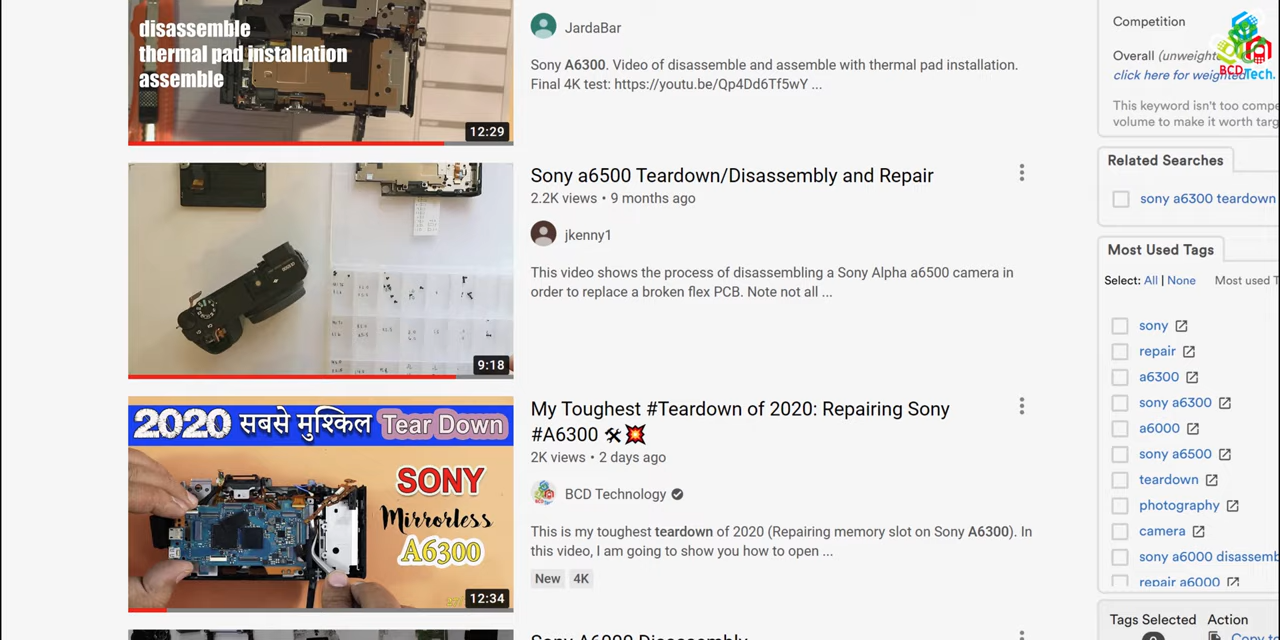 disassemble
thermal pad installation
assemble
12:29
JardaBar
Sony A6300. Video of disassemble and assemble with thermal pad installation.
Final 4K test: https://youtu.be/Qp4Dd6Tf5wY ...
9:18
Sony a6500 Teardown/Disassembly and Repair
2.2K views • 9 months ago
jkenny1
This video shows the process of disassembling a Sony Alpha a6500 camera in
order to replace a broken flex PCB. Note not all ...
2020 सबसे मुश्किल Tear Down
SONY
Mirrorless
A6300
12:34
My Toughest #Teardown of 2020: Repairing Sony
#A6300
2K views • 2 days ago
BCD Technology
This is my toughest teardown of 2020 (Repairing memory slot on Sony A6300). In
this video, I am going to show you how to open ...
New 4K
Competition
Overall (unweight
click here for weighted
BCD Tech.
This keyword isn't too compe
volume to make it worth targ
Related Searches
sony a6300 teardown
Most Used Tags
Select: All | None Most used T
sony
repair
a6300
sony a6300
a6000
sony a6500
teardown
photography
camera
sony a6000 disassemb
repair a6000
Tags Selected Action
0 Copy to